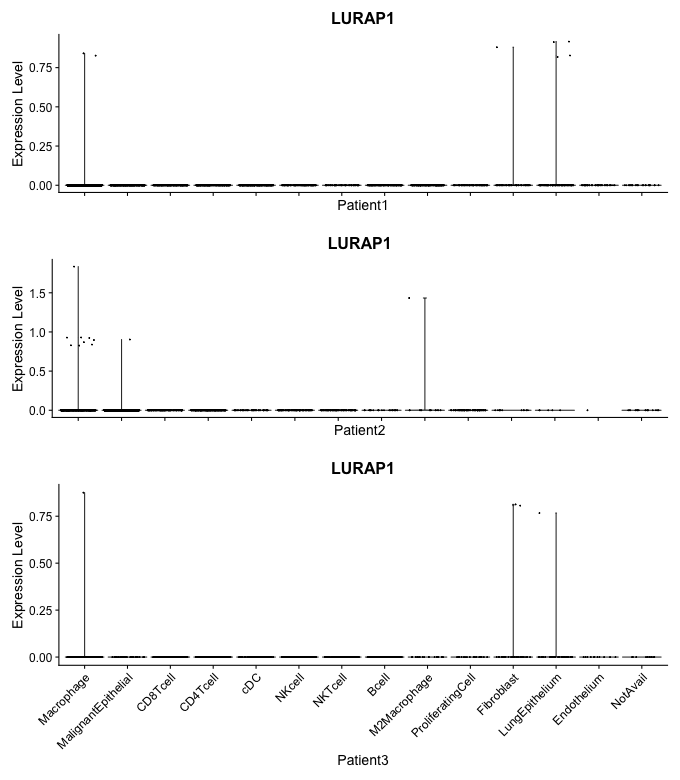 LURAP1
Expression Level
0.75
0.50
0.25
0.00
Patient1
LURAP1
Expression Level
1.5
1.0
0.5
0.0
Patient2
LURAP1
Expression Level
0.75
0.50
0.25
0.00
Macrophage
MalignantEpithelial
CD8Tcell
CD4Tcell
cDC
NKcell
NKTcell
Bcell
M2Macrophage
ProliferatingCell
Fibroblast
LungEpithelium
Endothelium
NotAvail
Patient3